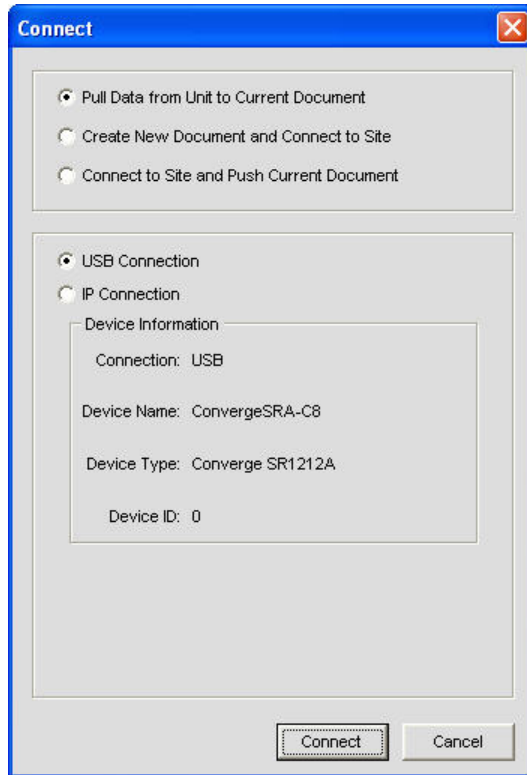 Connect
Pull Data from Unit to Current Document
Create New Document and Connect to Site
Connect to Site and Push Current Document
USB Connection
IP Connection
Device Information
Connection: USB
Device Name: ConvergeSRA-C8
Device Type: Converge SR1212A
Device ID: 0
Connect Cancel